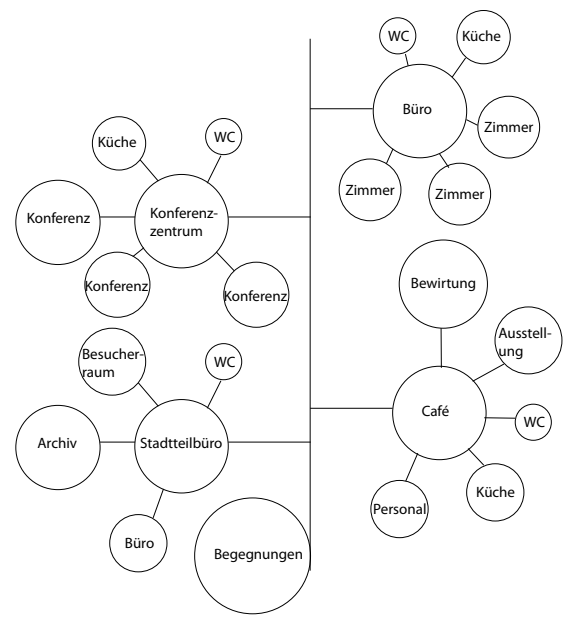 WC
Küche
Büro
Zimmer
Zimmer
Zimmer
Küche
WC
Konferenz
Konferenz-
zentrum
Konferenz
Konferenz
Bewirtung
Ausstell-
ung
Café
WC
Küche
Personal
Besucher-
raum
WC
Archiv
Stadtteilbüro
Büro
Begegnungen